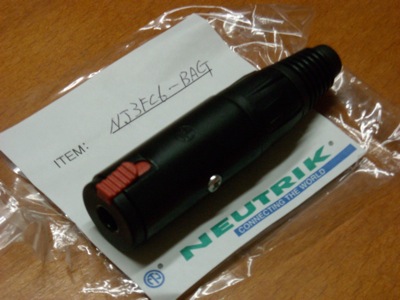 ITEM: NJ3FC6-BAG
NEUTRIK®
CONNECTING THE WORLD